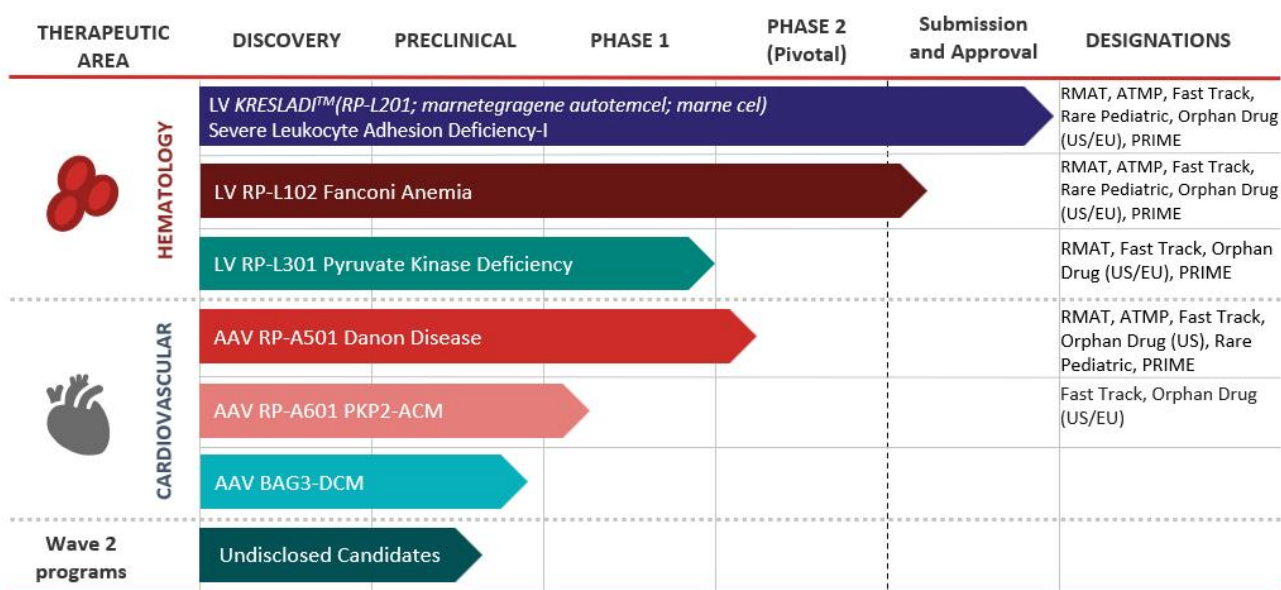 THERAPEUTIC
AREA
DISCOVERY
PRECLINICAL
PHASE 1
PHASE 2
(Pivotal)
Submission
and Approval
DESIGNATIONS
HEMATOLOGY
LV KRESLADI™(RP-L201; marnetegragene autotemcel; marne cel)
Severe Leukocyte Adhesion Deficiency-I
RMAT, ATMP, Fast Track,
Rare Pediatric, Orphan Drug
(US/EU), PRIME
LV RP-L102 Fanconi Anemia
RMAT, ATMP, Fast Track,
Rare Pediatric, Orphan Drug
(US/EU), PRIME
LV RP-L301 Pyruvate Kinase Deficiency
RMAT, Fast Track, Orphan
Drug (US/EU), PRIME
CARDIOVASCULAR
AAV RP-A501 Danon Disease
RMAT, ATMP, Fast Track,
Orphan Drug (US), Rare
Pediatric, PRIME
AAV RP-A601 PKP2-ACM
Fast Track, Orphan Drug
(US/EU)
AAV BAG3-DCM
Wave 2
programs
Undisclosed Candidates